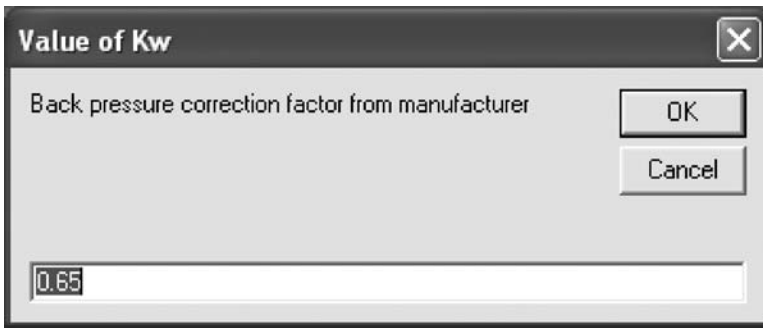 Value of Kw
Back pressure correction factor from manufacturer
OK
Cancel
0.65